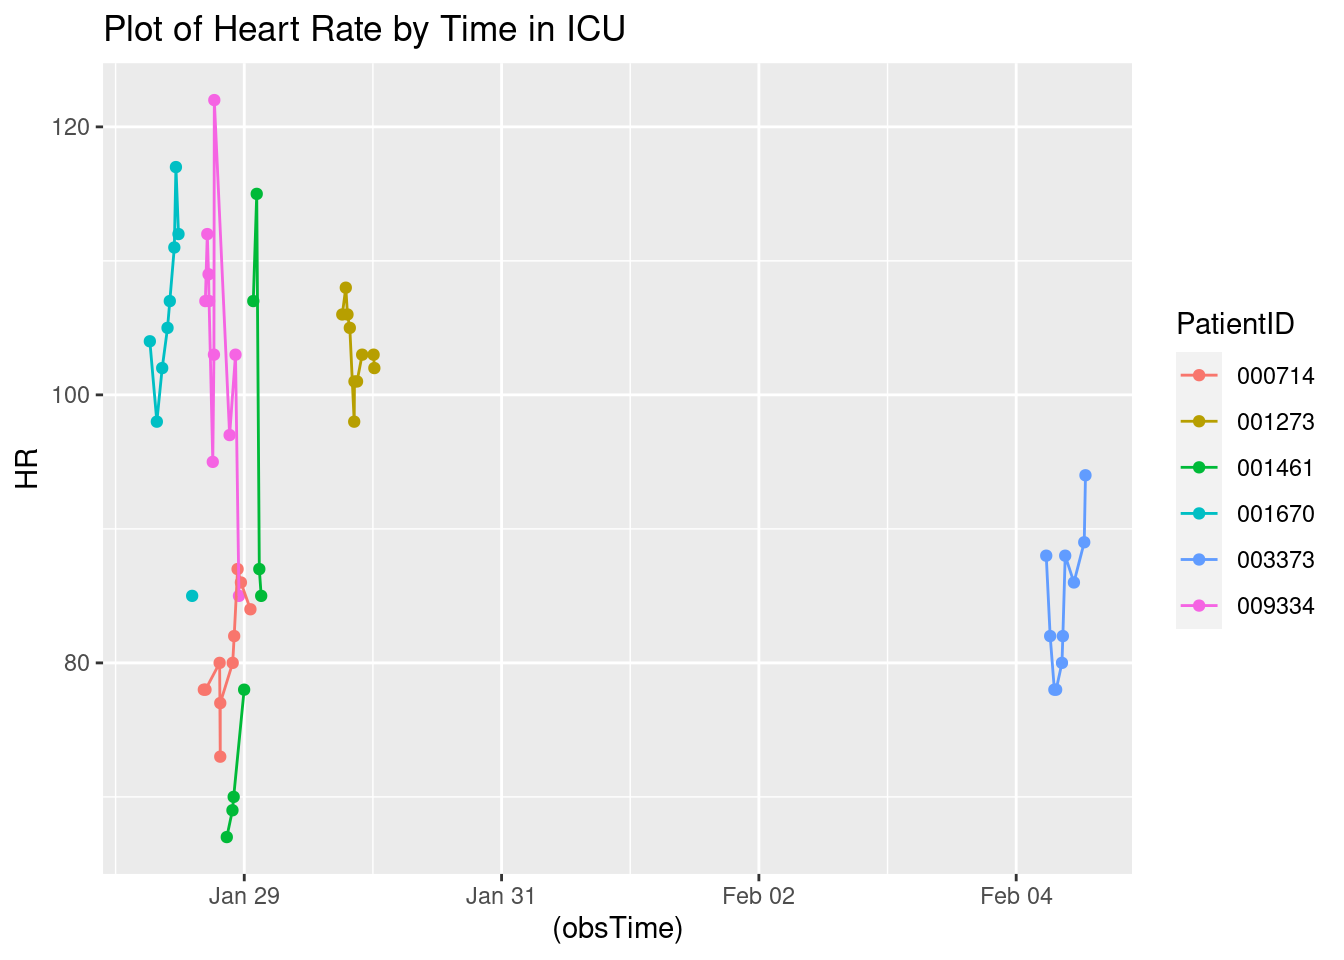 Plot of Heart Rate by Time in ICU
120
100
80
HR
Jan 29
Jan 31
Feb 02
Feb 04
(obsTime)
PatientID
000714
001273
001461
001670
003373
009334